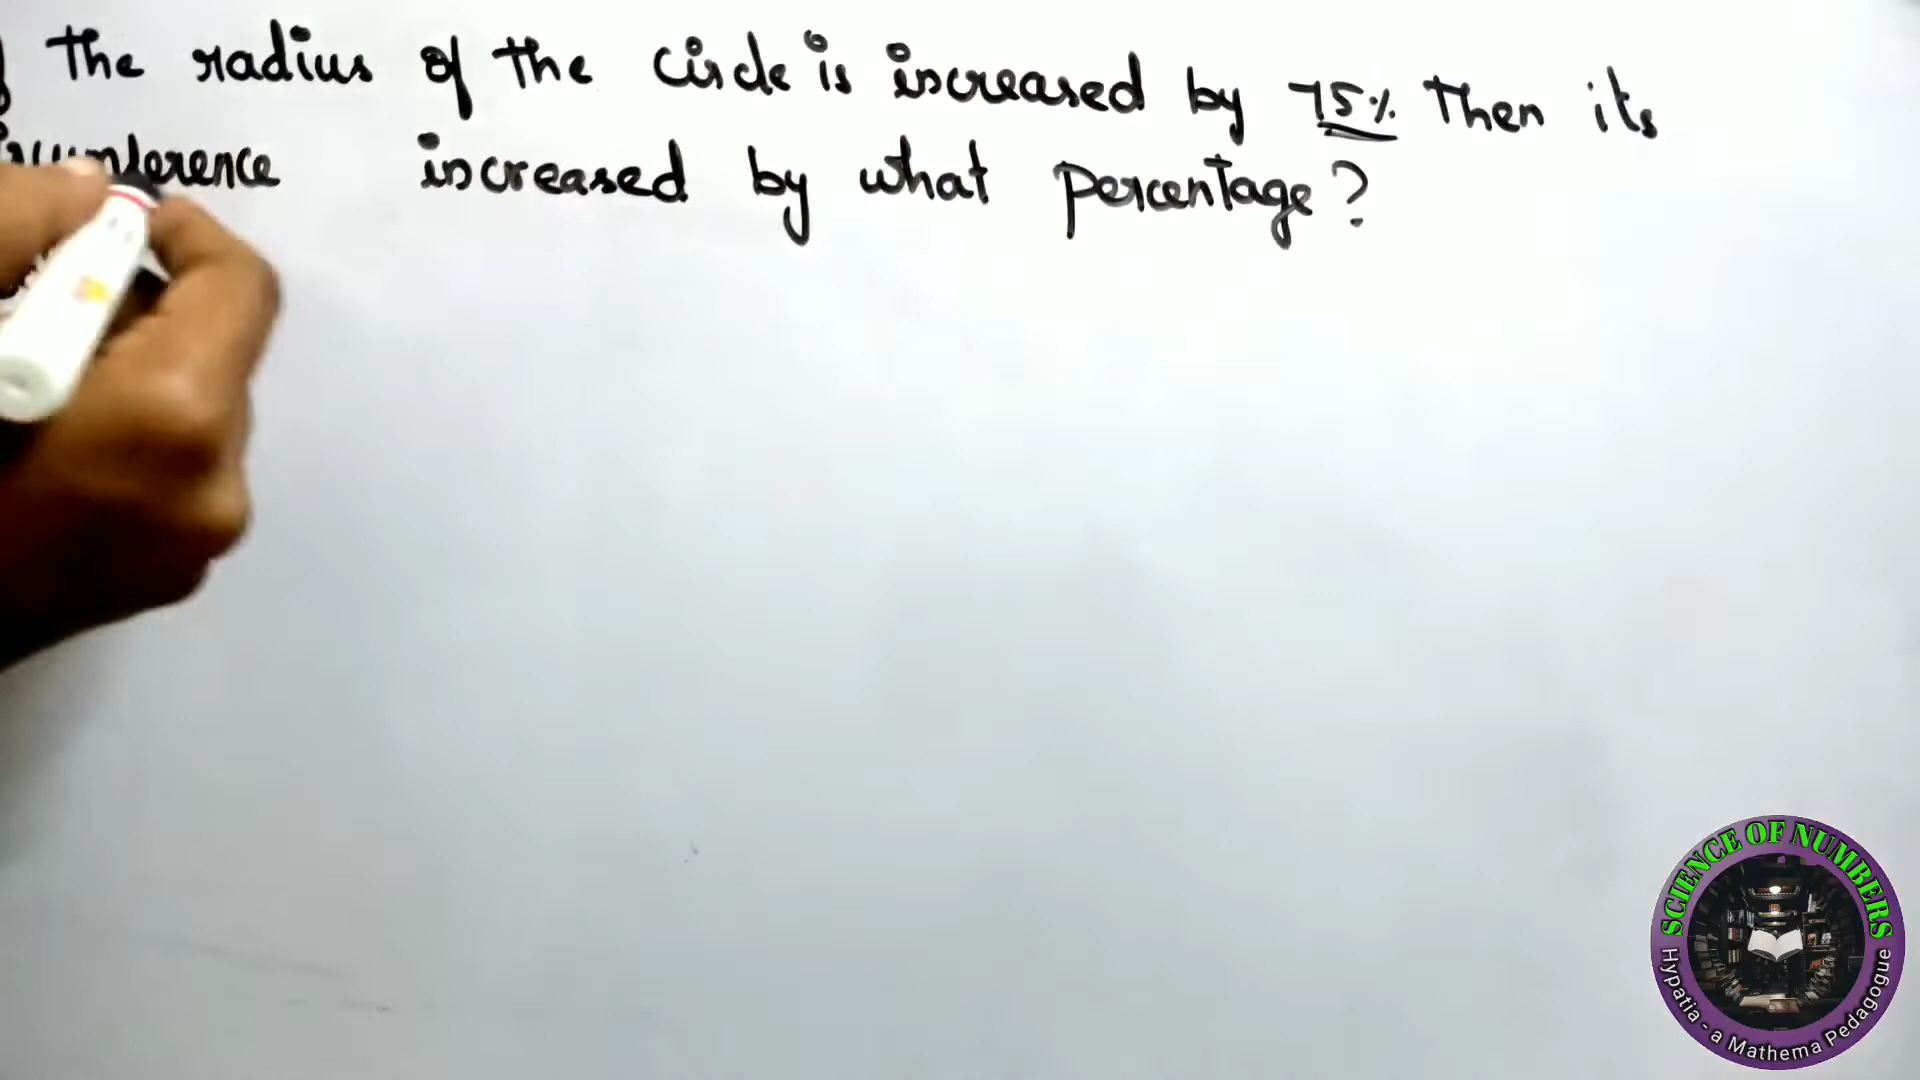 the radius of the circle is increased by 75% Then its
increased by what percentage?
SCIENCE OF NUMBERS
Hypatia - a Mathema Pedagogue